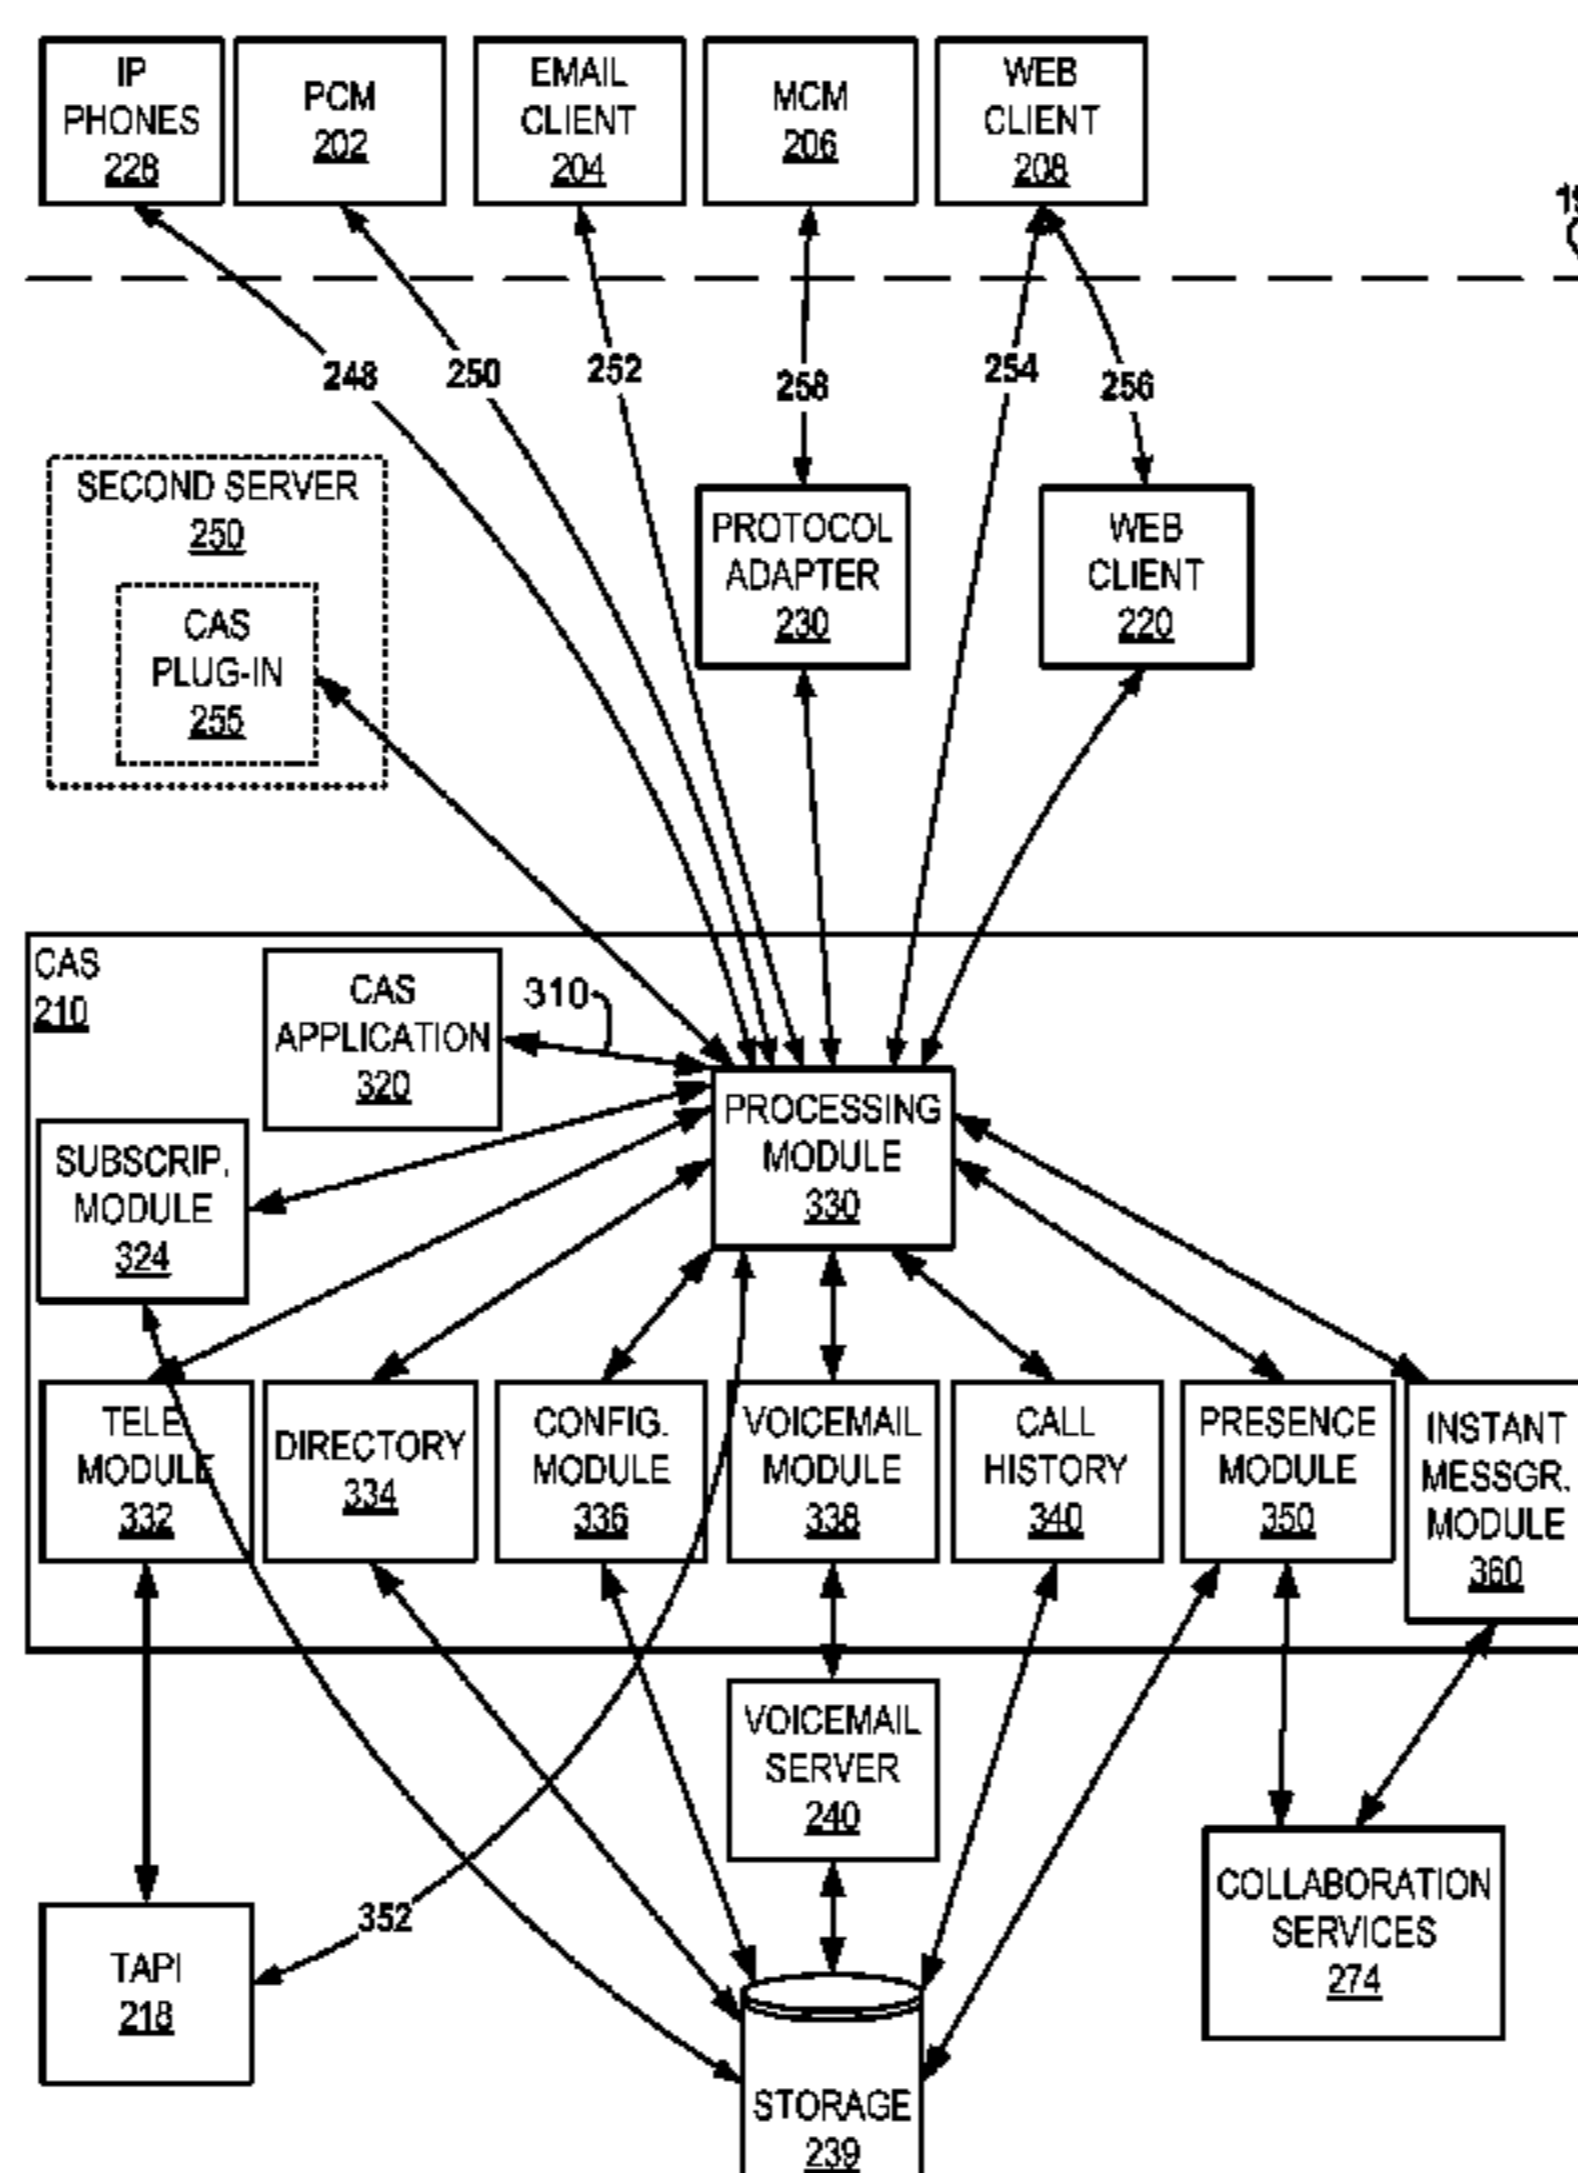 IP
PHONES
228
PCM
202
EMAIL
CLIENT
204
MCM
206
WEB
CLIENT
208
248
250
252
258
254
256
SECOND SERVER
250
CAS
PLUG-IN
255
PROTOCOL
ADAPTER
230
WEB
CLIENT
220
CAS
210
CAS
APPLICATION
320
310
PROCESSING
MODULE
330
SUBSCRIP.
MODULE
324
TELE
MODULE
332
DIRECTORY
334
CONFIG.
MODULE
336
VOICEMAIL
MODULE
338
CALL
HISTORY
340
PRESENCE
MODULE
350
INSTANT
MESSGR.
MODULE
360
VOICEMAIL
SERVER
240
COLLABORATION
SERVICES
274
352
TAPI
218
STORAGE
239